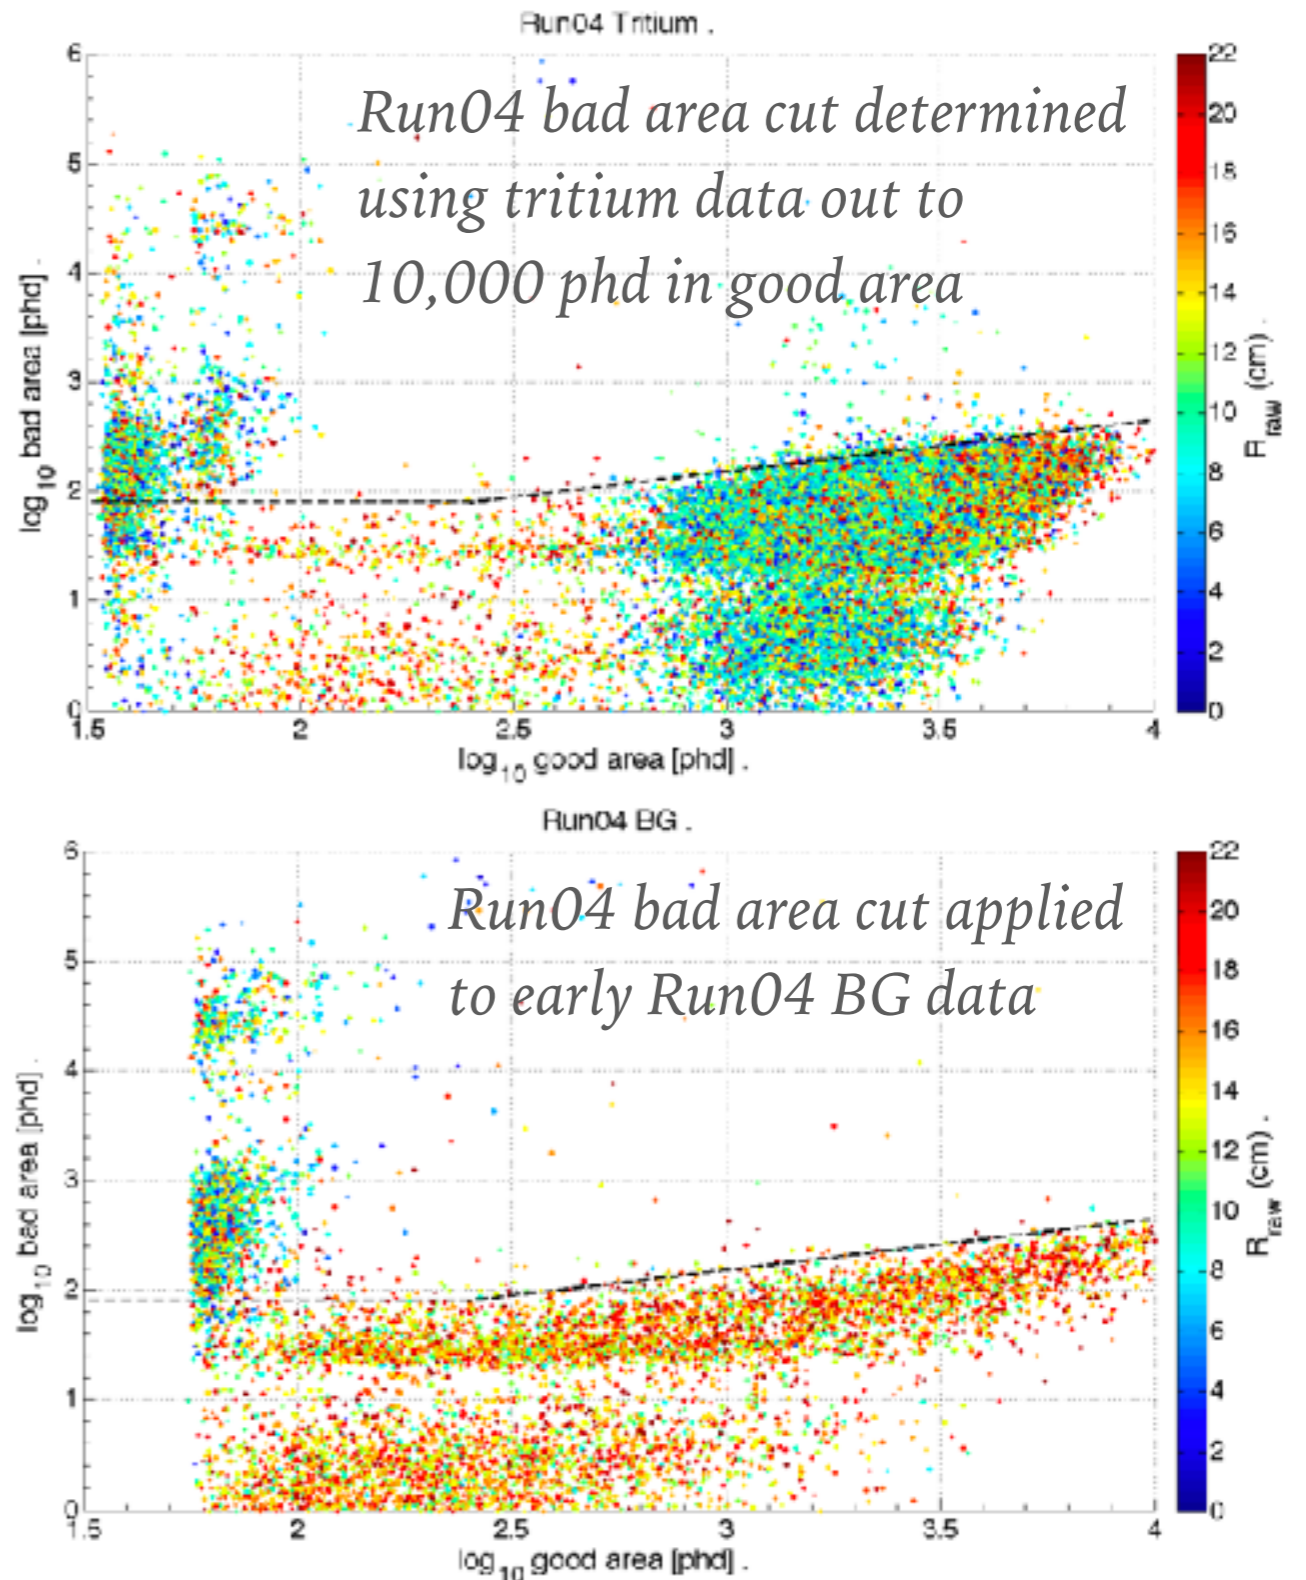 Run04 Tritium .
Run04 bad area cut determined
using tritium data out to
10,000 phd in good area
6
5
4
3
2
1
0
log10 bad area [phd] .
1.5 2 2.5 3 3.5 4
log10 good area [phd] .
22
20
18
16
14
12
10
8
6
4
2
0
Rraw (cm) .
Run04 BG .
Run04 bad area cut applied
to early Run04 BG data
6
5
4
3
2
1
0
log10 bad area [phd] .
1.5 2 2.5 3 3.5 4
log10 good area [phd] .
22
20
18
16
14
12
10
8
6
4
2
0
Rraw (cm) .